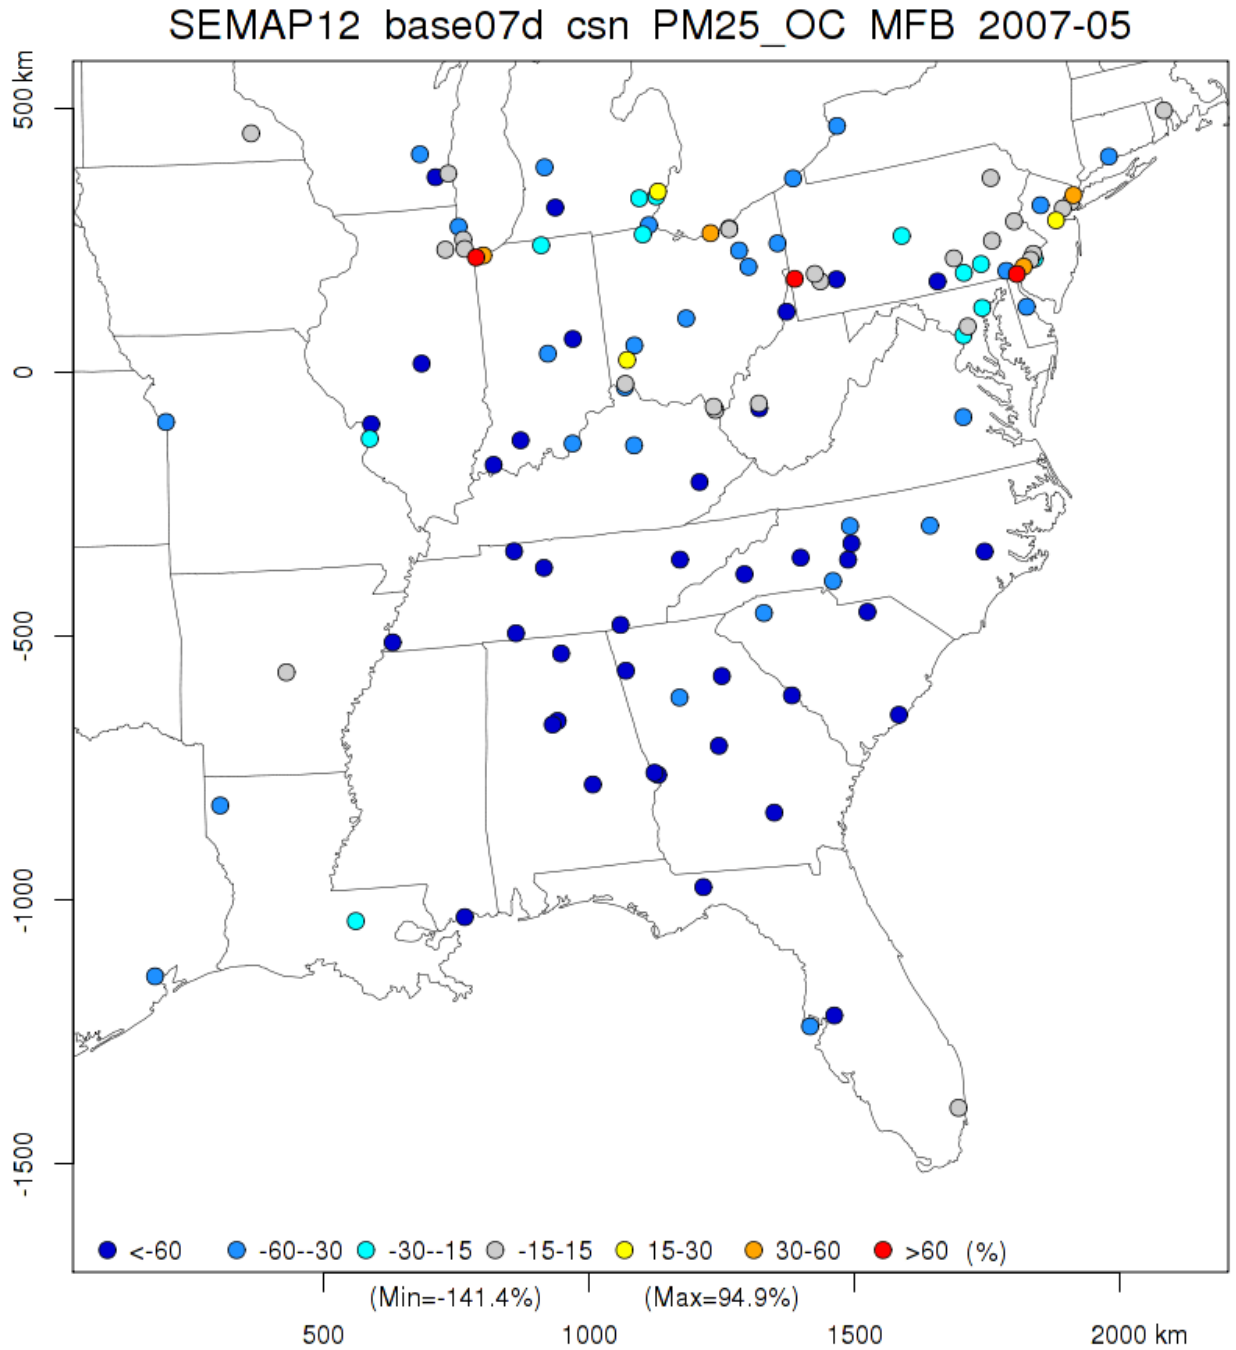 SEMAP12 base07d csn PM25_OC MFB 2007-05
500 km
0
-500
-1000
-1500
<-60 -60--30 -30--15 -15-15 15-30 30-60 >60 (%)
(Min=-141.4%) (Max=94.9%)
500 1000 1500 2000 km